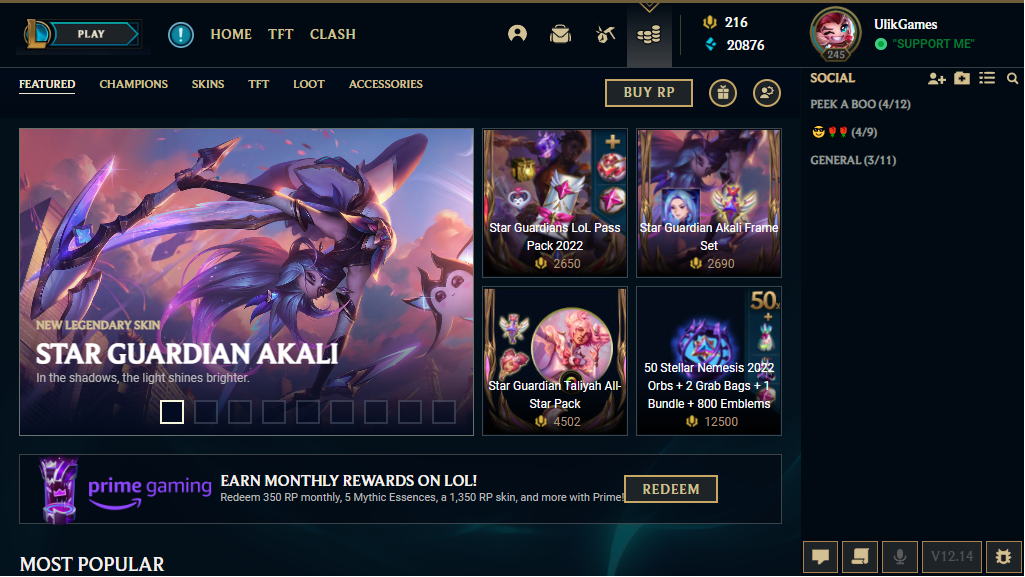 PLAY
HOME
TFT
CLASH
216
20876
245
UlikGames
"SUPPORT ME"
FEATURED
CHAMPIONS
SKINS
TFT
LOOT
ACCESSORIES
BUY RP
SOCIAL
PEEK A BOO (4/12)
😎🌹🌹 (4/9)
GENERAL (3/11)
NEW LEGENDARY SKIN
STAR GUARDIAN AKALI
In the shadows, the light shines brighter.
Star Guardians LoL Pass
Pack 2022
2650
Star Guardian Akali Frame
Set
2690
Star Guardian Taliyah All-
Star Pack
4502
50x
50 Stellar Nemesis 2022
Orbs + 2 Grab Bags + 1
Bundle + 800 Emblems
12500
prime gaming
EARN MONTHLY REWARDS ON LOL!
Redeem 350 RP monthly, 5 Mythic Essences, a 1,350 RP skin, and more with Prime!
REDEEM
MOST POPULAR
V12.14